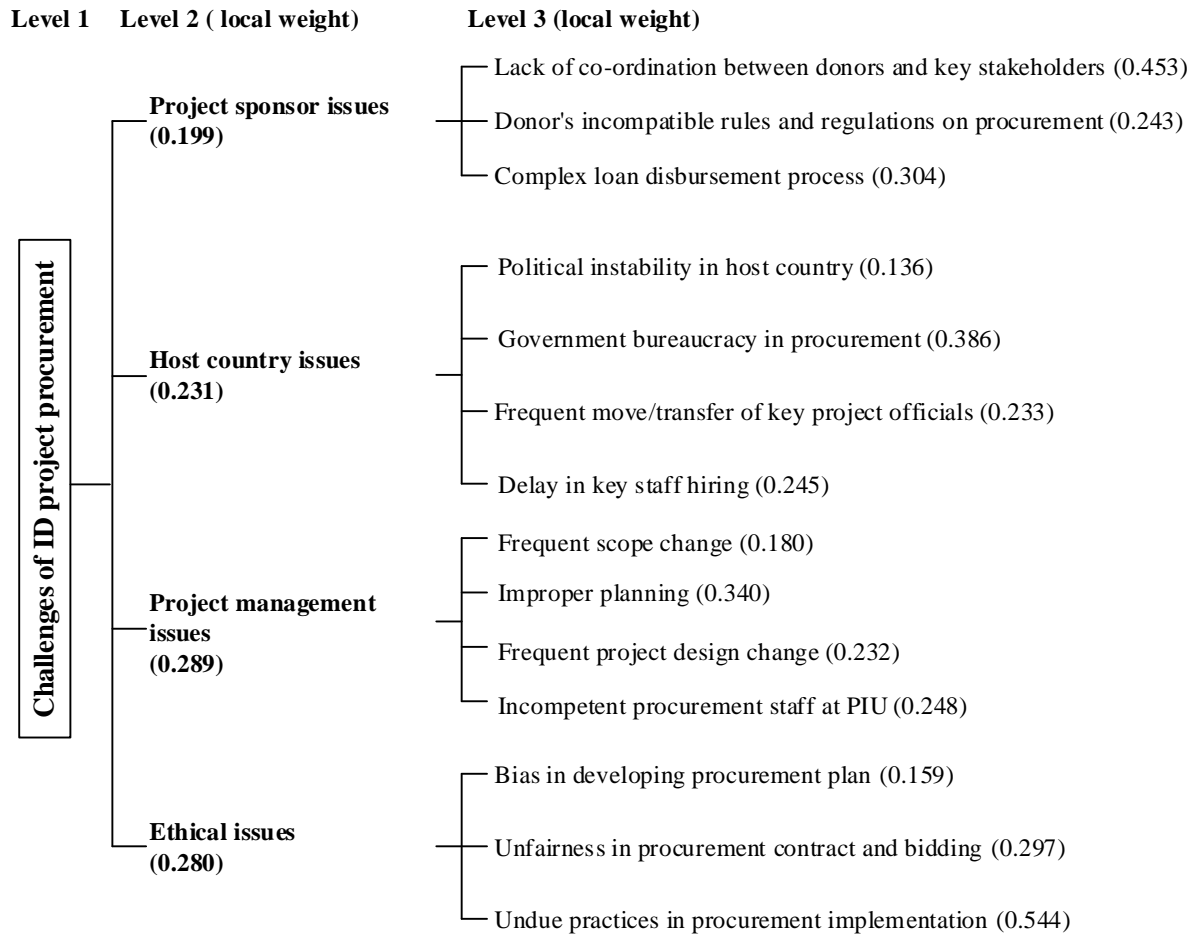 Level 1 Level 2 ( local weight) Level 3 (local weight)
Challenges of ID project procurement
Project sponsor issues
(0.199)
Lack of co-ordination between donors and key stakeholders (0.453)
Donor's incompatible rules and regulations on procurement (0.243)
Complex loan disbursement process (0.304)
Host country issues
(0.231)
Political instability in host country (0.136)
Government bureaucracy in procurement (0.386)
Frequent move/transfer of key project officials (0.233)
Delay in key staff hiring (0.245)
Project management
issues
(0.289)
Frequent scope change (0.180)
Improper planning (0.340)
Frequent project design change (0.232)
Incompetent procurement staff at PIU (0.248)
Ethical issues
(0.280)
Bias in developing procurement plan (0.159)
Unfairness in procurement contract and bidding (0.297)
Undue practices in procurement implementation (0.544)